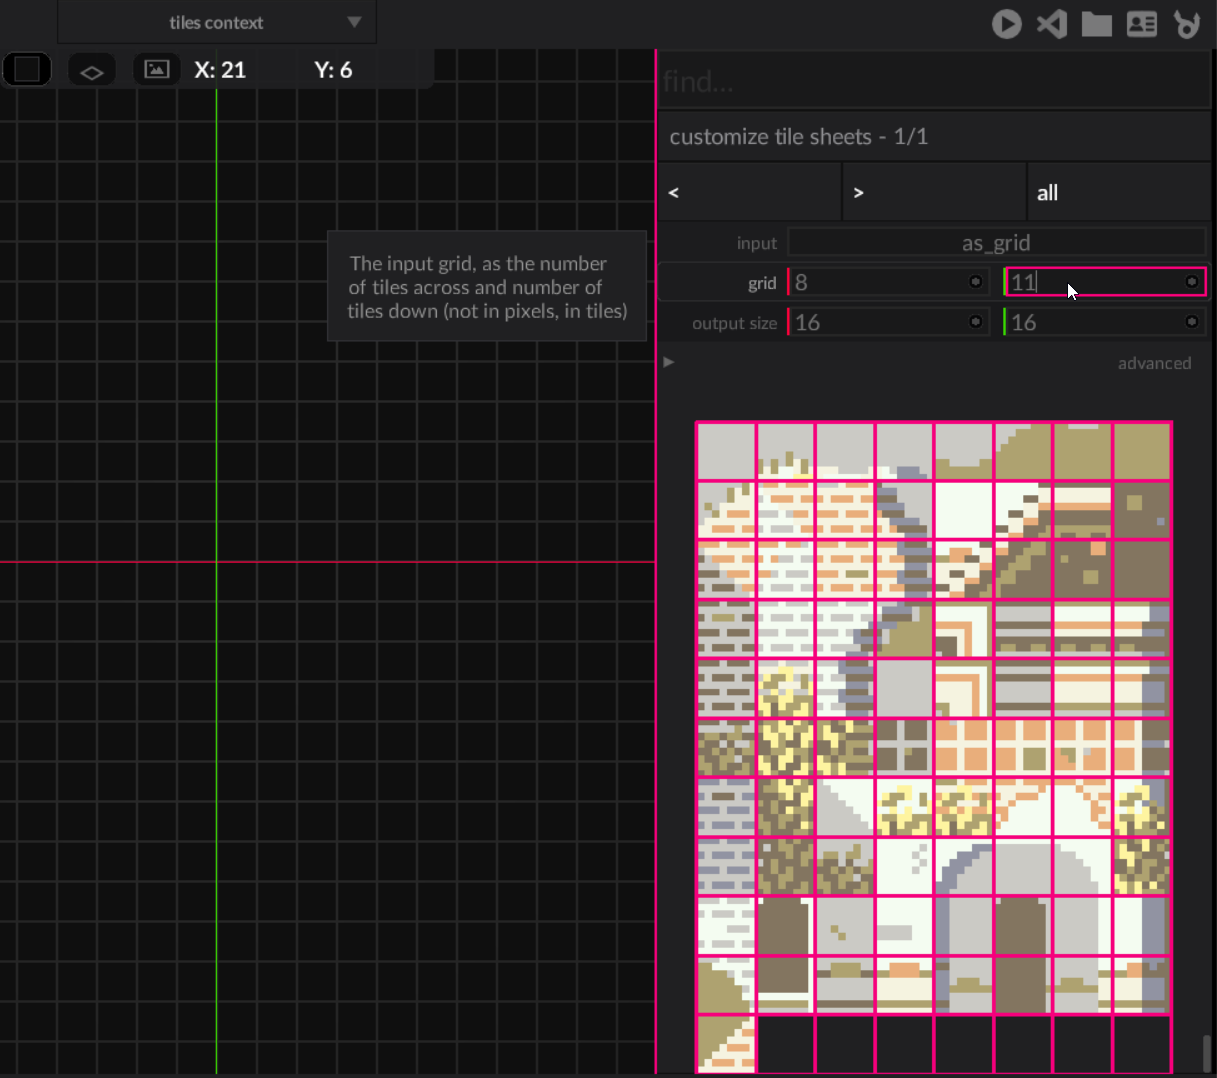 tiles context
X: 21 Y: 6
find...
customize tile sheets - 1/1
< > all
input as_grid
The input grid, as the number
of tiles across and number of
tiles down (not in pixels, in tiles)
grid 8 11
output size 16 16
advanced